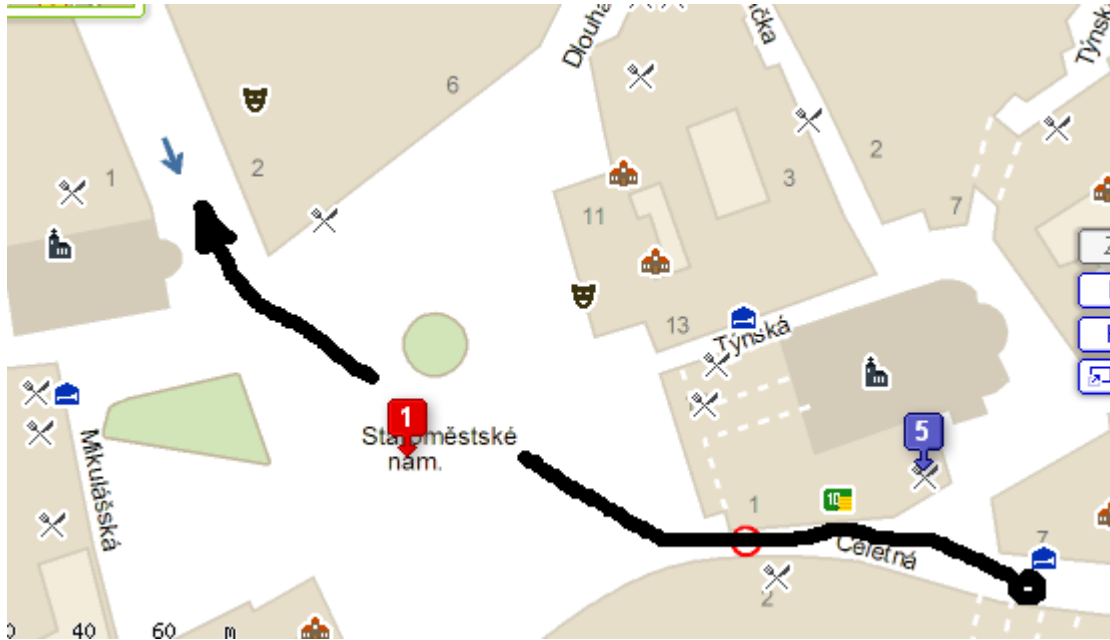 Dlouhá
Týnsk
6
2
1
2
3
7
11
13
Týnská
1
5
Staroměstské
nám.
Mikulášská
1
10
Celetná
7
2
40
60
m